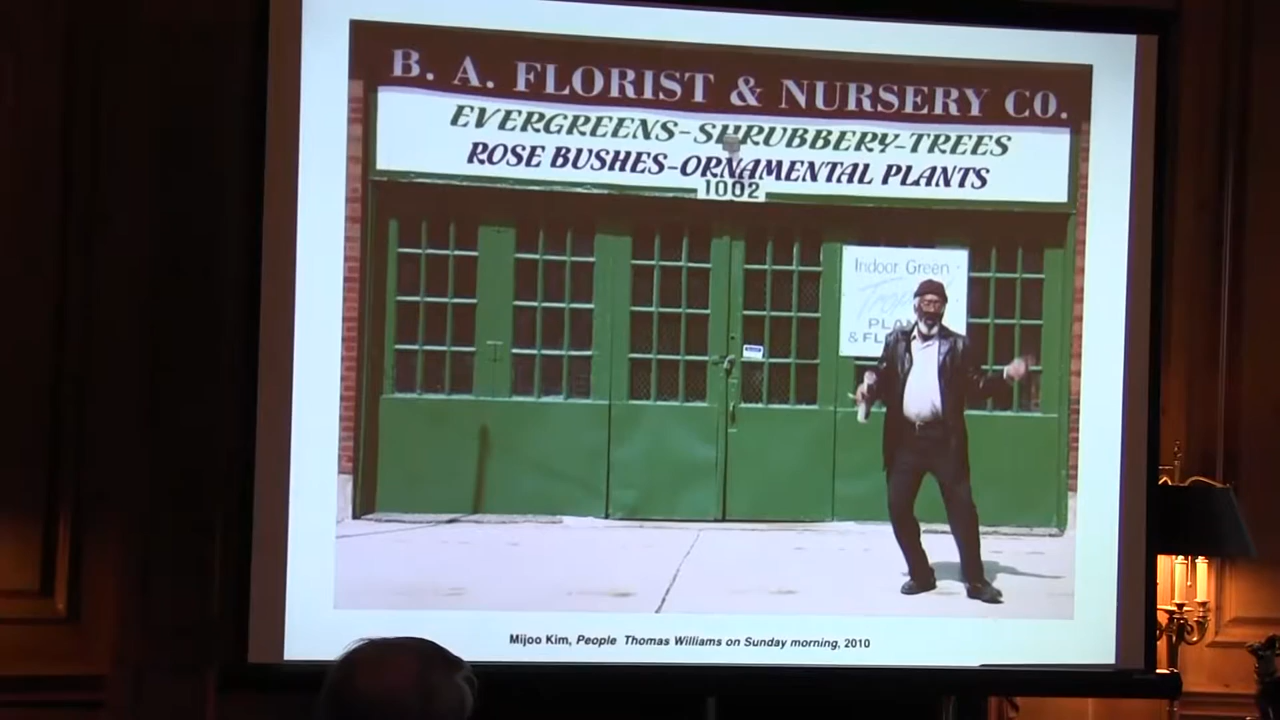 B. A. FLORIST & NURSERY CO.
EVERGREENS-SHRUBBERY-TREES
ROSE BUSHES-ORNAMENTAL PLANTS
1002
Indoor Green
& FL
Mijoo Kim, People Thomas Williams on Sunday morning, 2010